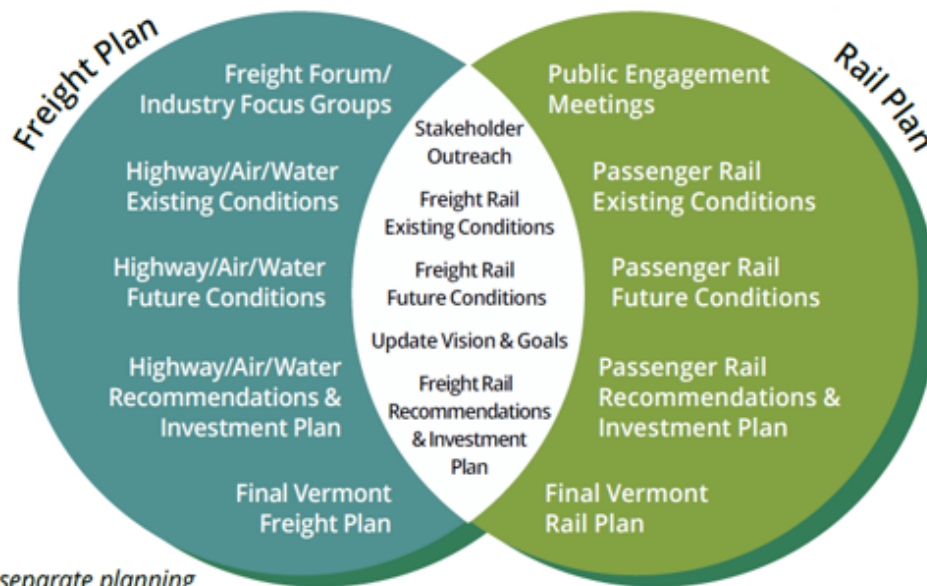 Freight Plan
Freight Forum/
Industry Focus Groups
Highway/Air/Water
Existing Conditions
Highway/Air/Water
Future Conditions
Highway/Air/Water
Recommendations &
Investment Plan
Final Vermont
Freight Plan
Stakeholder
Outreach
Freight Rail
Existing Conditions
Freight Rail
Future Conditions
Update Vision & Goals
Freight Rail
Recommendations
& Investment
Plan
Rail Plan
Public Engagement
Meetings
Passenger Rail
Existing Conditions
Passenger Rail
Future Conditions
Passenger Rail
Recommendations &
Investment Plan
Final Vermont
Rail Plan
separate planning